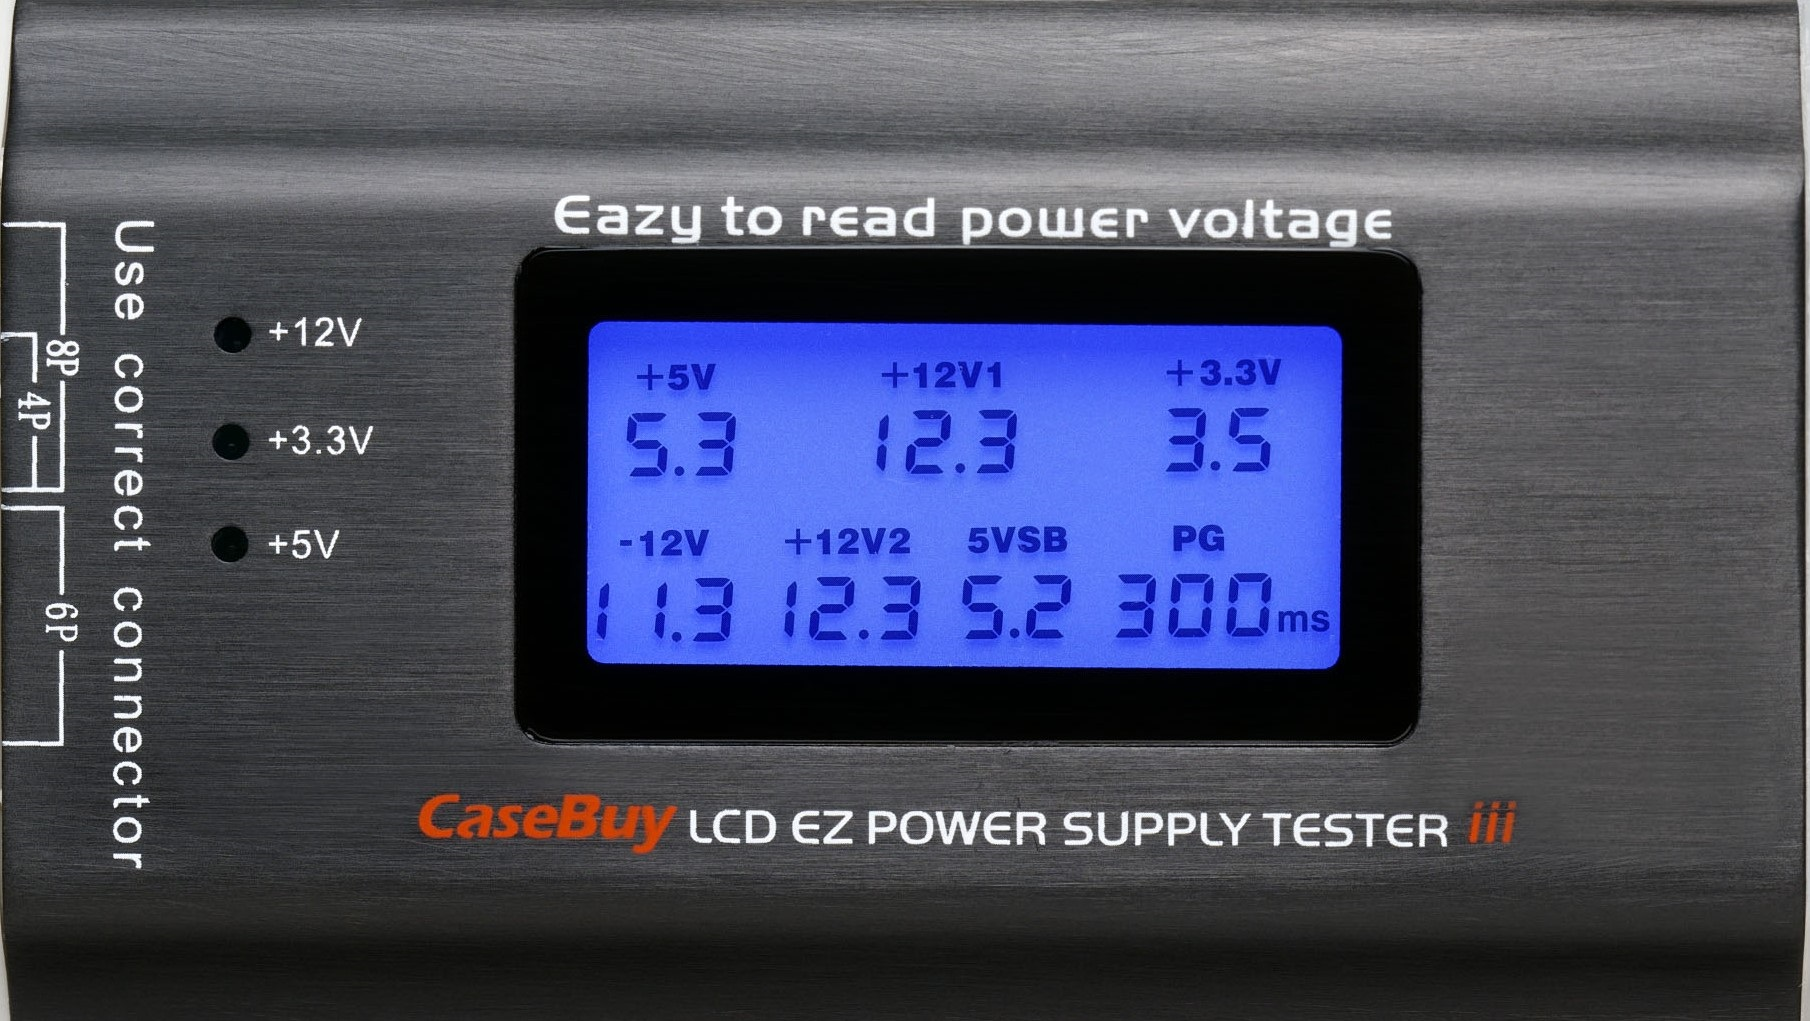 Eazy to read power voltage
Use correct connector
8P
4P
6P
+12V
+3.3V
+5V
+5V +12V1 +3.3V
5.3 12.3 3.5
-12V +12V2 5VSB PG
11.3 12.3 5.2 300ms
CaseBuy LCD EZ POWER SUPPLY TESTER iii